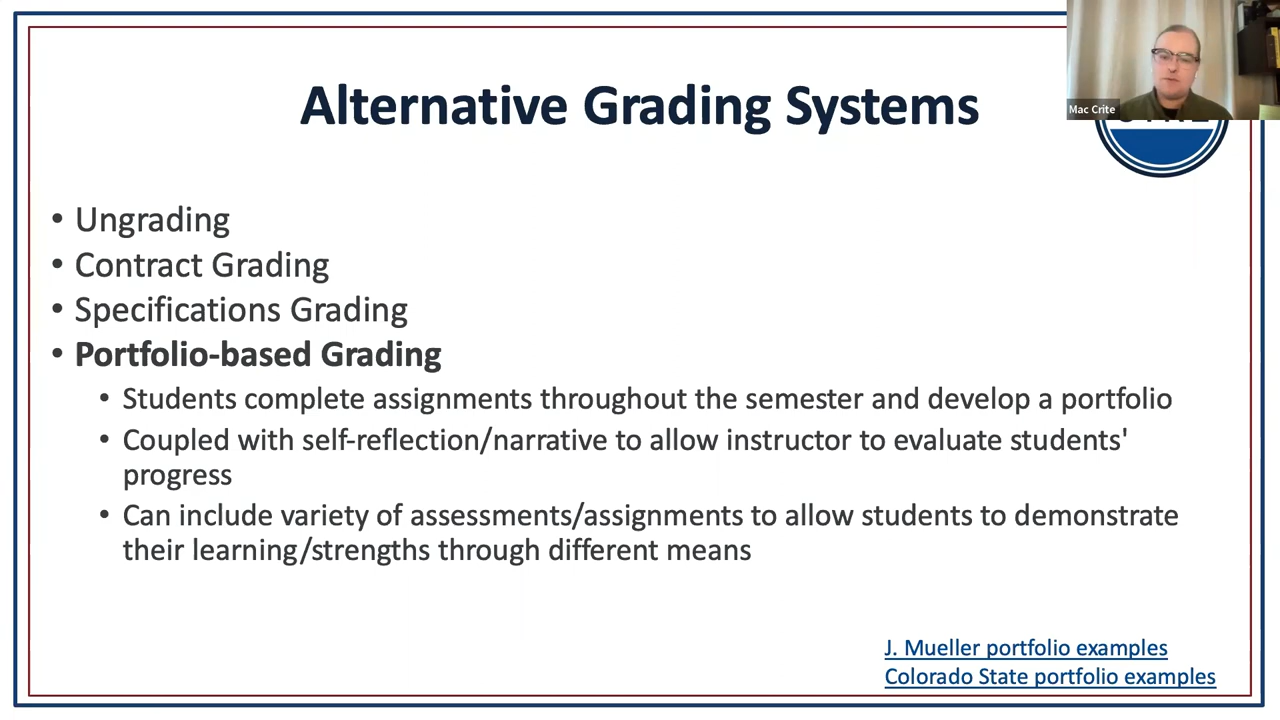 Alternative Grading Systems
Mac Crite
• Ungrading
• Contract Grading
• Specifications Grading
• Portfolio-based Grading
• Students complete assignments throughout the semester and develop a portfolio
• Coupled with self-reflection/narrative to allow instructor to evaluate students'
progress
• Can include variety of assessments/assignments to allow students to demonstrate
their learning/strengths through different means
J. Mueller portfolio examples
Colorado State portfolio examples